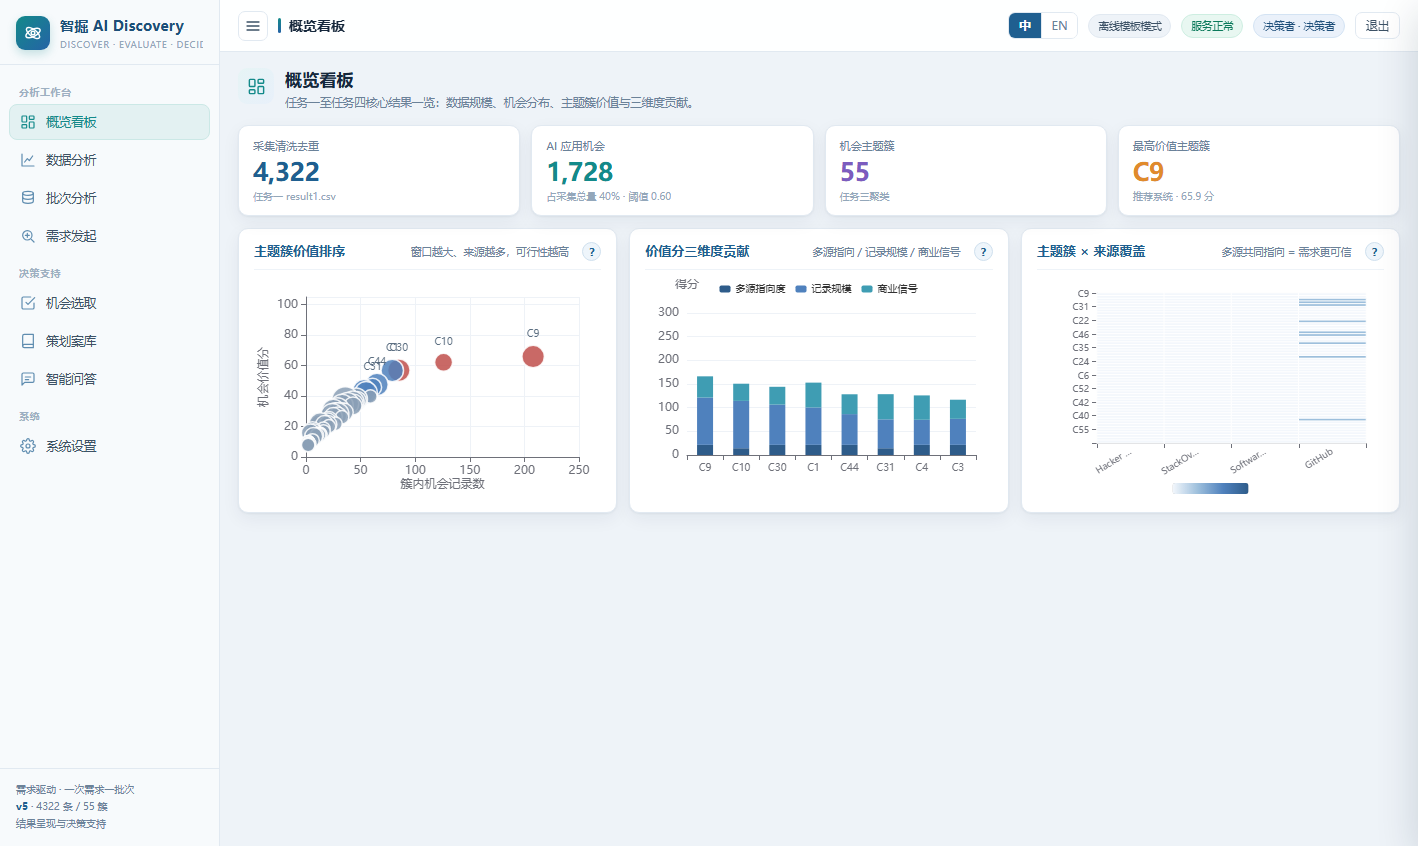 智掘 AI Discovery
DISCOVER · EVALUATE · DECID
分析工作台
概览看板
数据分析
批次分析
需求发起
决策支持
机会选取
策划案库
智能问答
系统
系统设置
需求驱动 · 一次需求一批次
v5 · 4322 条 / 55 簇
结果呈现与决策支持
概览看板
中 EN 离线模板模式 服务正常 决策者 · 决策者 退出
概览看板
任务一至任务四核心结果一览：数据规模、机会分布、主题簇价值与三维度贡献。
采集清洗去重
4,322
任务一 result1.csv
AI 应用机会
1,728
占采集总量 40% · 阈值 0.60
机会主题簇
55
任务三聚类
最高价值主题簇
C9
推荐系统 · 65.9 分
主题簇价值排序 窗口越大、来源越多，可行性越高 ?
机会价值分
100
80
60
40
20
0
C9
C10
C30
C44
0 50 100 150 200 250
簇内机会记录数
价值分三维度贡献 多源指向 / 记录规模 / 商业信号 ?
得分 多源指向度 记录规模 商业信号
300
250
200
150
100
50
0
C9 C10 C30 C1 C44 C31 C4 C3
主题簇 × 来源覆盖 多源共同指向 = 需求更可信 ?
C9
C31
C22
C46
C35
C24
C6
C52
C42
C40
C55
Hacker ... StackOv... Softwar... GitHub